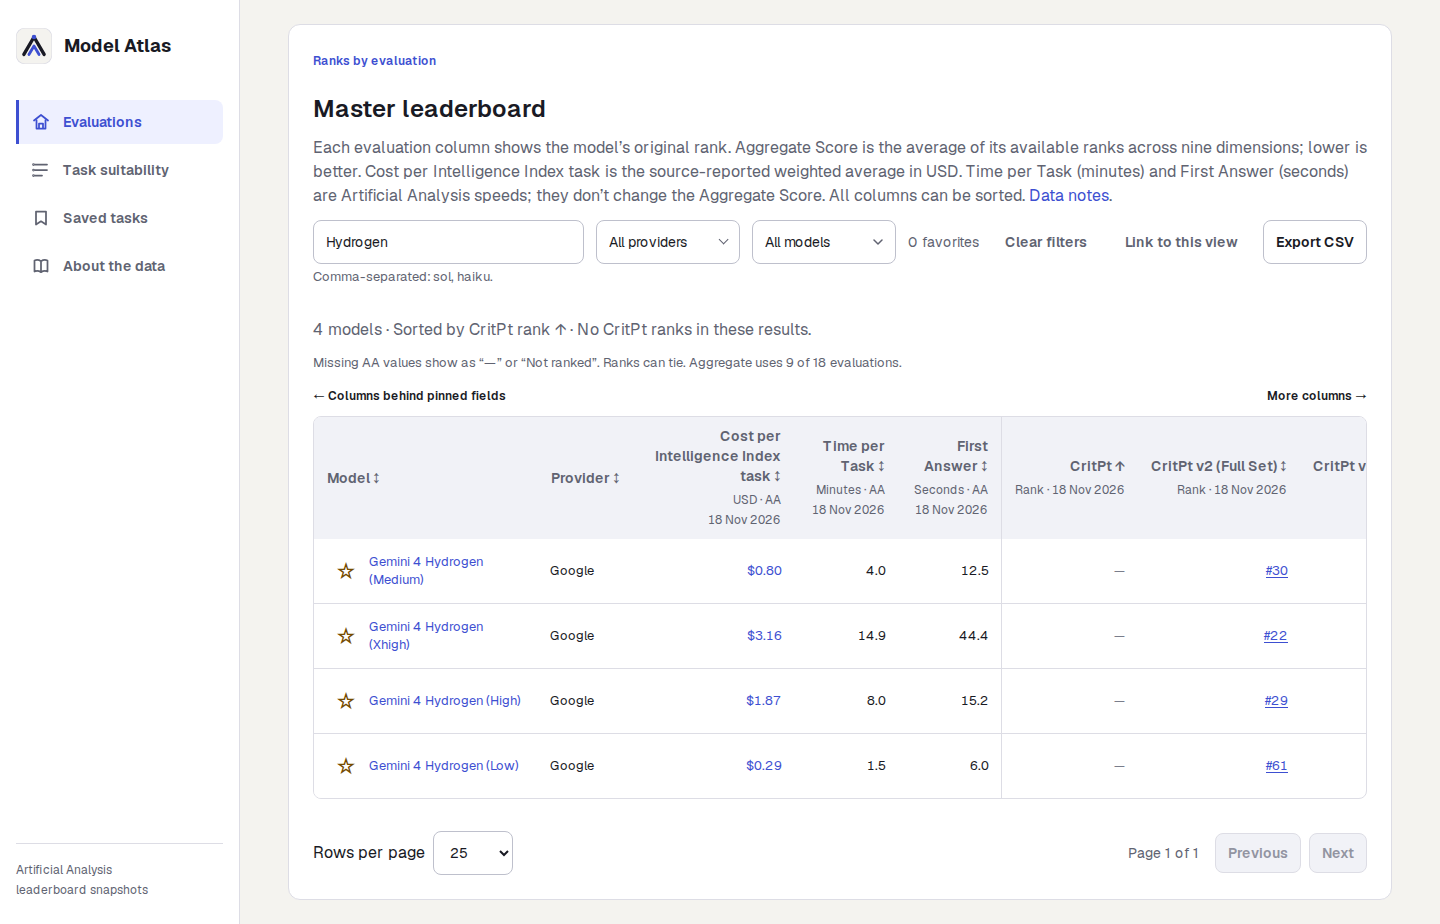 Model Atlas
Evaluations
Task suitability
Saved tasks
About the data
Artificial Analysis
leaderboard snapshots
Ranks by evaluation
Master leaderboard
Each evaluation column shows the model’s original rank. Aggregate Score is the average of its available ranks across nine dimensions; lower is
better. Cost per Intelligence Index task is the source-reported weighted average in USD. Time per Task (minutes) and First Answer (seconds)
are Artificial Analysis speeds; they don’t change the Aggregate Score. All columns can be sorted. Data notes.
Hydrogen
All providers
All models
0 favorites
Clear filters
Link to this view
Export CSV
Comma-separated: sol, haiku.
4 models · Sorted by CritPt rank ↑ · No CritPt ranks in these results.
Missing AA values show as “—” or “Not ranked”. Ranks can tie. Aggregate uses 9 of 18 evaluations.
← Columns behind pinned fields
More columns →
Model ↕
Provider ↕
Cost per
Intelligence Index
task ↕
USD · AA
18 Nov 2026
Time per
Task ↕
Minutes · AA
18 Nov 2026
First
Answer ↕
Seconds · AA
18 Nov 2026
CritPt ↑
Rank · 18 Nov 2026
CritPt v2 (Full Set) ↕
Rank · 18 Nov 2026
CritPt v
Gemini 4 Hydrogen
(Medium)
Google
$0.80
4.0
12.5
—
#30
Gemini 4 Hydrogen
(Xhigh)
Google
$3.16
14.9
44.4
—
#22
Gemini 4 Hydrogen (High)
Google
$1.87
8.0
15.2
—
#29
Gemini 4 Hydrogen (Low)
Google
$0.29
1.5
6.0
—
#61
Rows per page
25
Page 1 of 1
Previous
Next